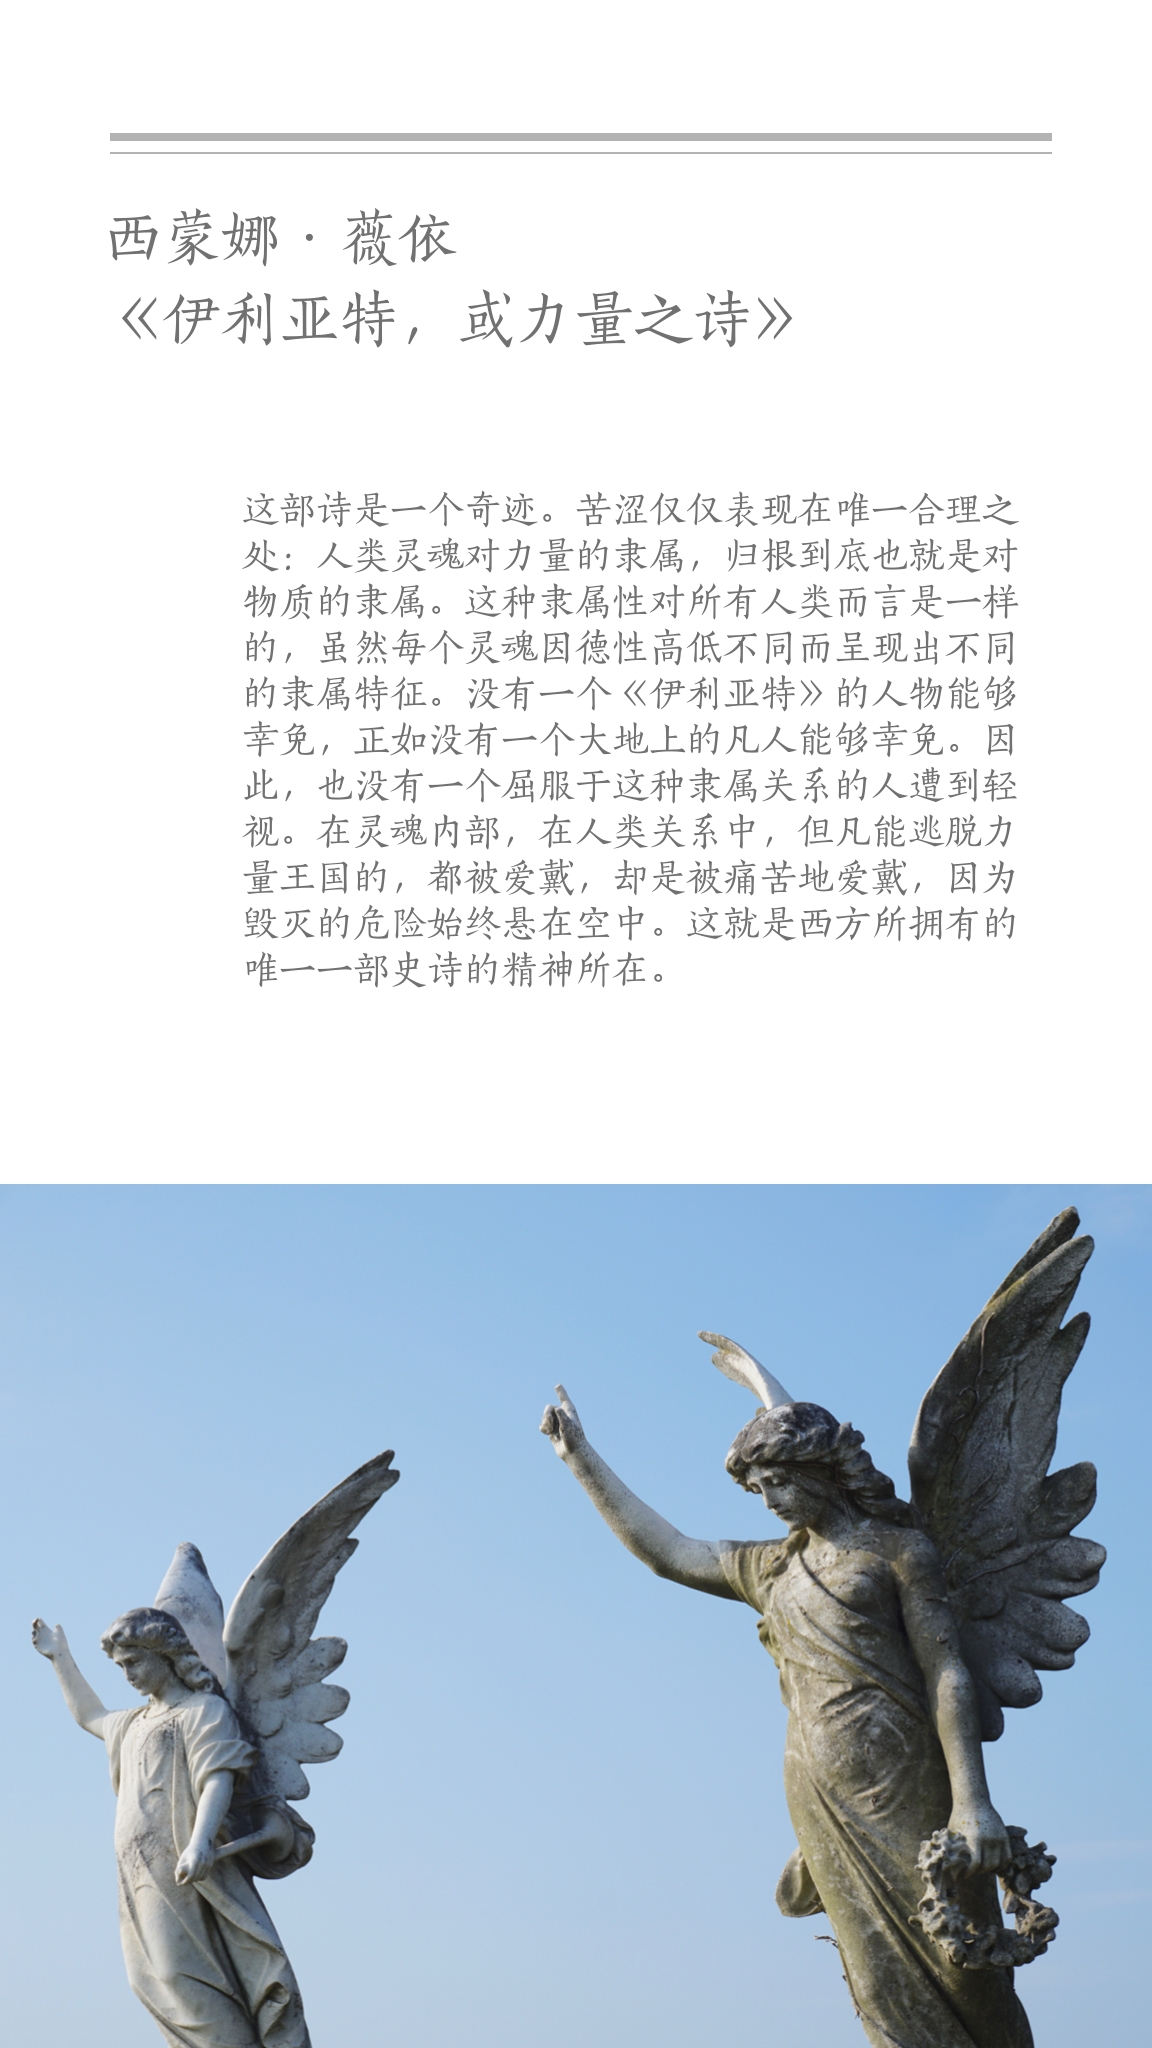 西蒙娜·薇依
《伊利亚特，或力量之诗》
这部诗是一个奇迹。苦涩仅仅表现在唯一合理之
处：人类灵魂对力量的隶属，归根到底也就是对
物质的隶属。这种隶属性对所有人类而言是一样
的，虽然每个灵魂因德性高低不同而呈现出不同
的隶属特征。没有一个《伊利亚特》的人物能够
幸免，正如没有一个大地上的凡人能够幸免。因
此，也没有一个屈服于这种隶属关系的人遭到轻
视。在灵魂内部，在人类关系中，但凡能逃脱力
量王国的，都被爱戴，却是被痛苦地爱戴，因为
毁灭的危险始终悬在空中。这就是西方所拥有的
唯一一部史诗的精神所在。